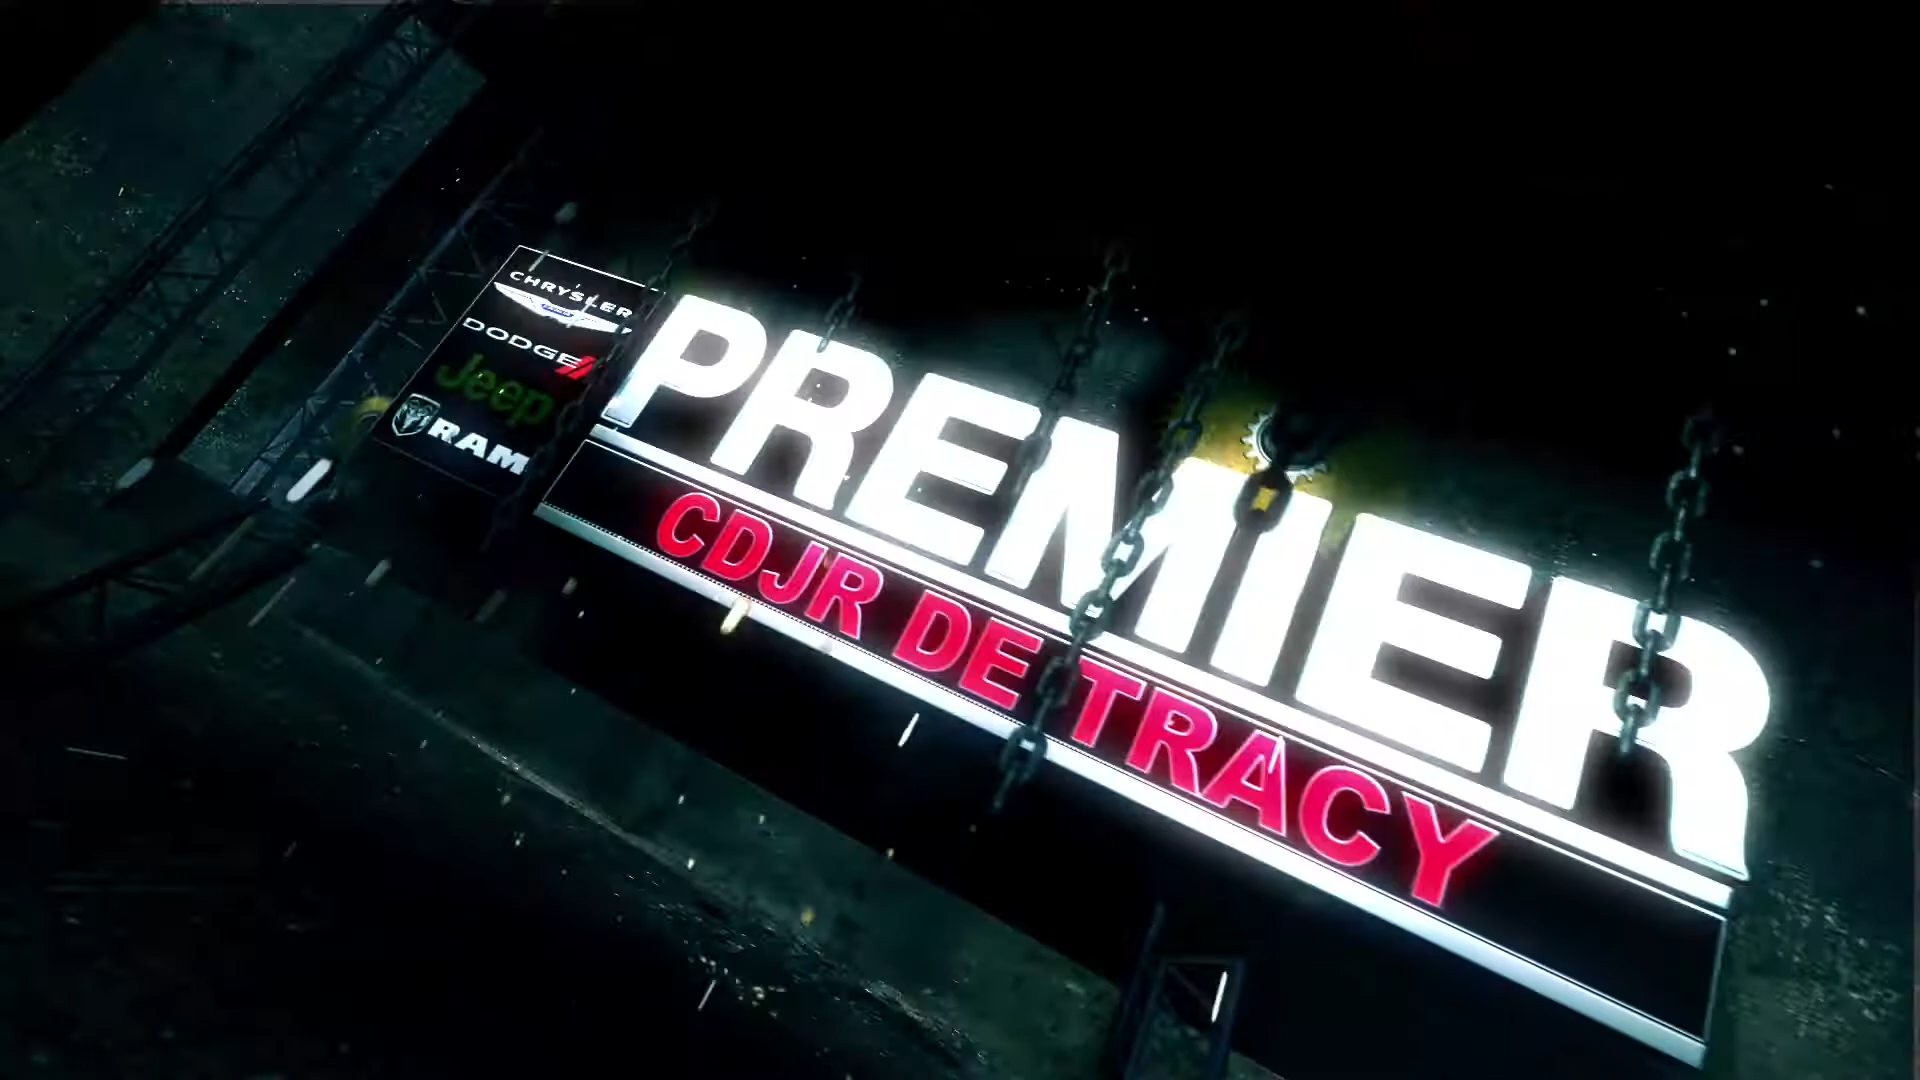 CHRYSLER
DODGE
Jeep
RAM
PREMIER
CDJR DE TRACY